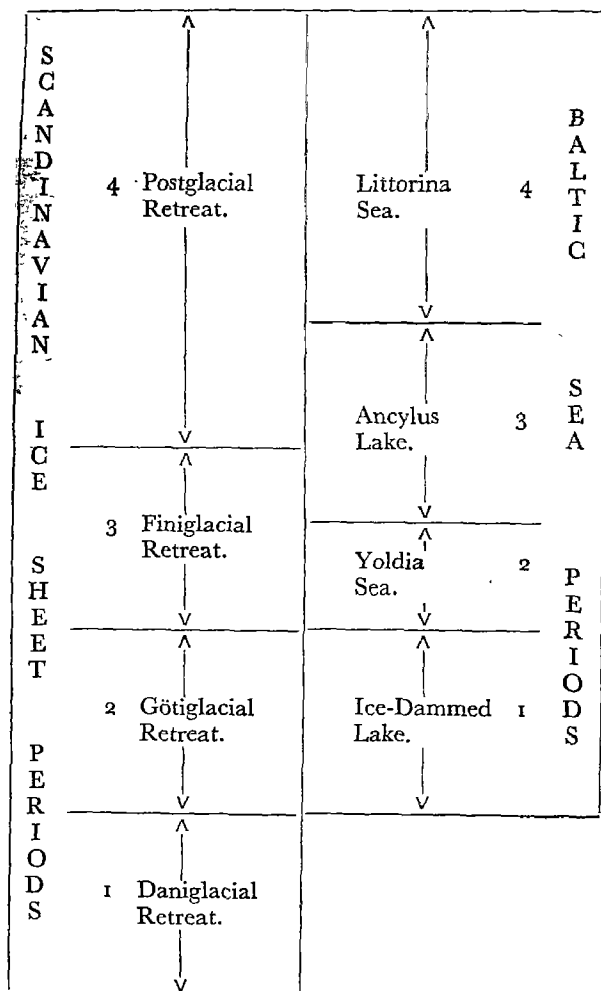 SCANDINAVIAN ICE SHEET PERIODS
4 Postglacial
Retreat.
3 Finiglacial
Retreat.
2 Götiglacial
Retreat.
1 Daniglacial
Retreat.
Littorina 4
Sea.
Ancylus 3
Lake.
Yoldia 2
Sea.
Ice-Dammed 1
Lake.
BALTIC SEA PERIODS